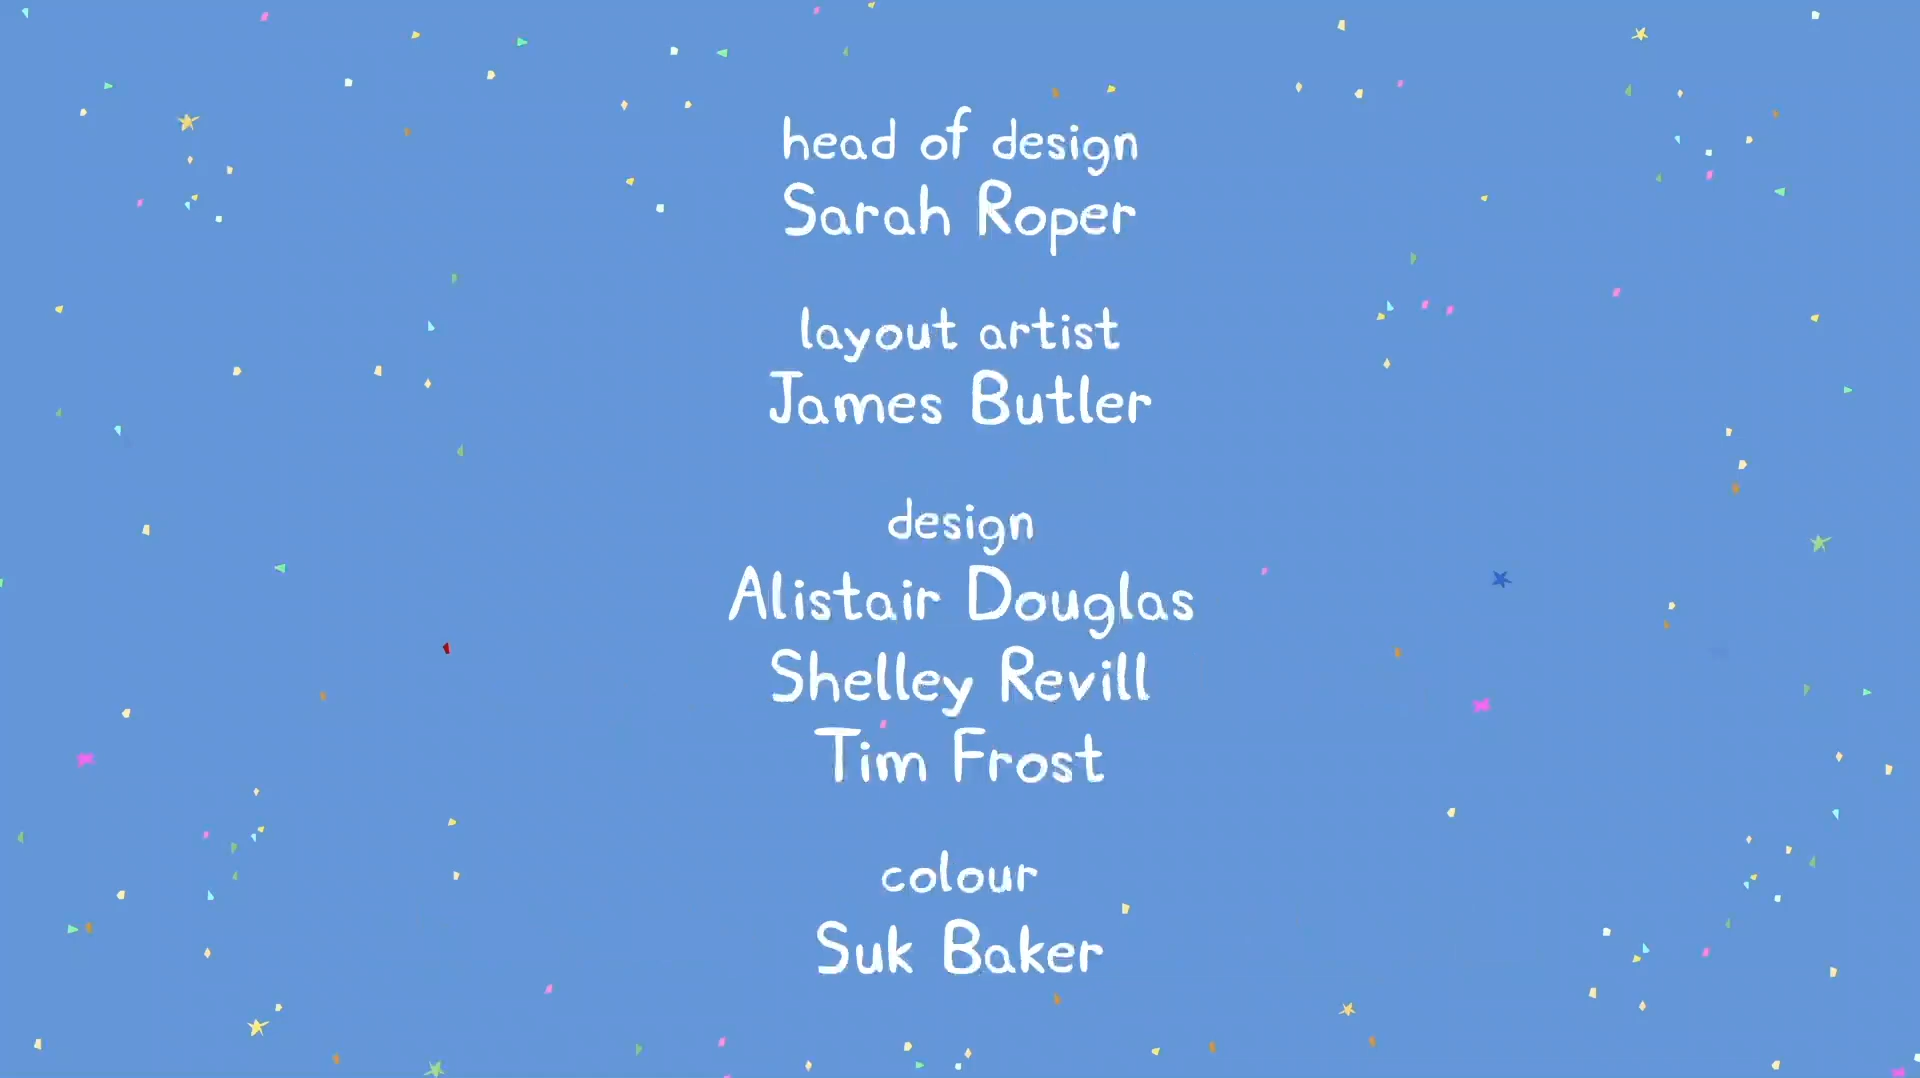 head of design
Sarah Roper
layout artist
James Butler
design
Alistair Douglas
Shelley Revill
Tim Frost
colour
Suk Baker